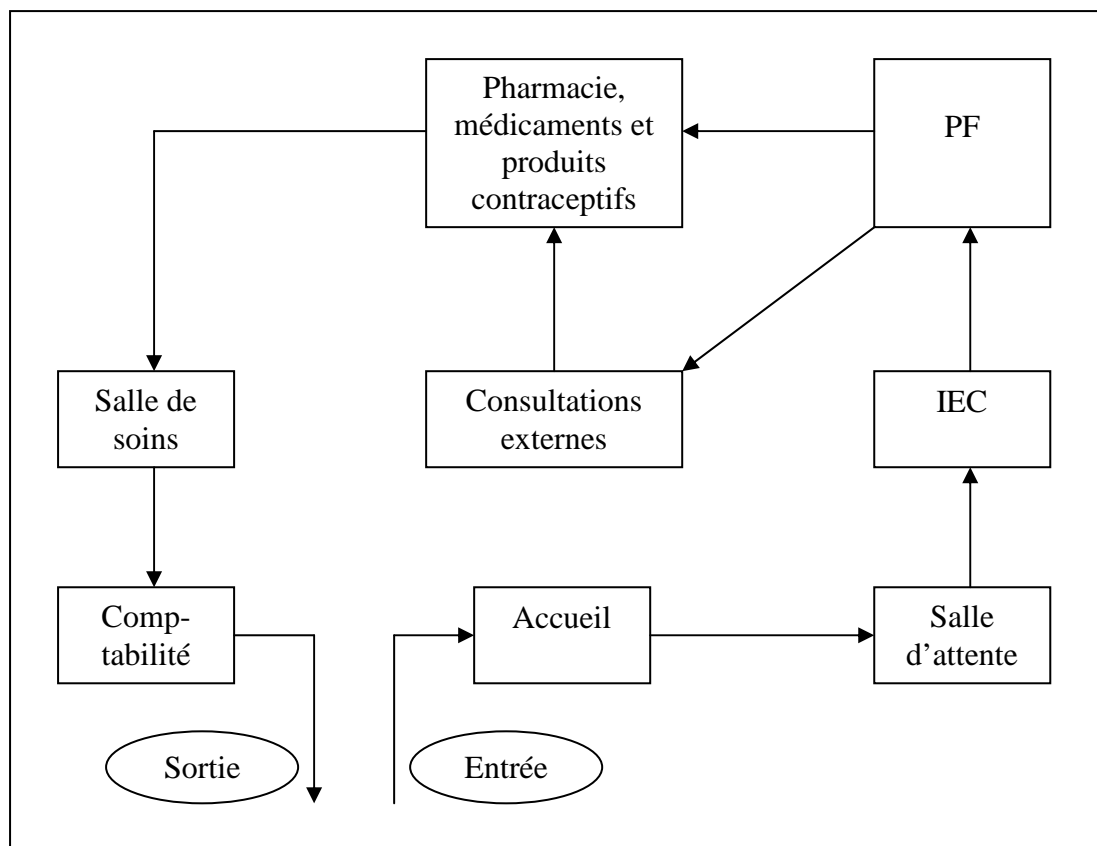 Pharmacie,
médicaments et
produits
contraceptifs
PF
Salle de
soins
Consultations
externes
IEC
Comp-
tabilité
Accueil
Salle
d’attente
Sortie
Entrée